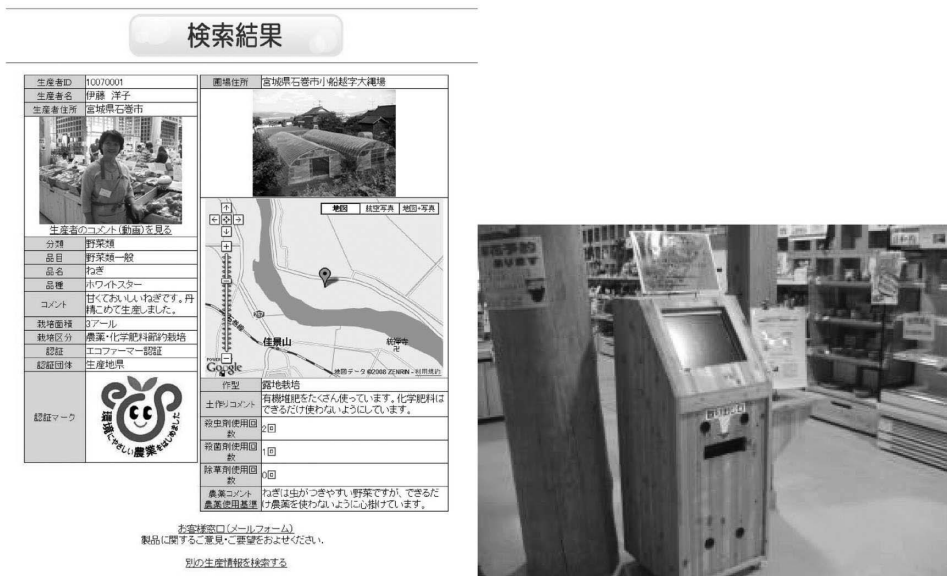 検索結果
生産者ID 10070001
生産者名 伊藤 洋子
生産者住所 宮城県石巻市
生産者のコメント(動画)を見る
分類 野菜類
品目 野菜類一般
品名 ねぎ
品種 ホワイトスター
コメント 甘くておいしいねぎです。丹
精こめて生産しました。
栽培面積 3アール
栽培区分 農薬・化学肥料節約栽培
認証 エコファーマー認証
認証団体 生産地県
認証マーク
環境にやさしい農業をはじめました
圃場住所 宮城県石巻市小船越字大縄場
地図 航空写真 地図+写真
佳景山
POWERED BY
Google
地図データ ©2008 ZENRIN - 利用規約
作型 露地栽培
土作りコメント 有機堆肥をたくさん使っています。化学肥料は
できるだけ使わないようにしています。
殺虫剤使用回
数 2回
殺菌剤使用回
数 1回
除草剤使用回
数 0回
農薬コメント ねぎは虫がつきやすい野菜ですが、できるだ
農薬使用基準 け農薬を使わないように心掛けています。
お客様窓口(メールフォーム)
製品に関するご意見・ご要望をおよせください。
別の生産情報を検索する